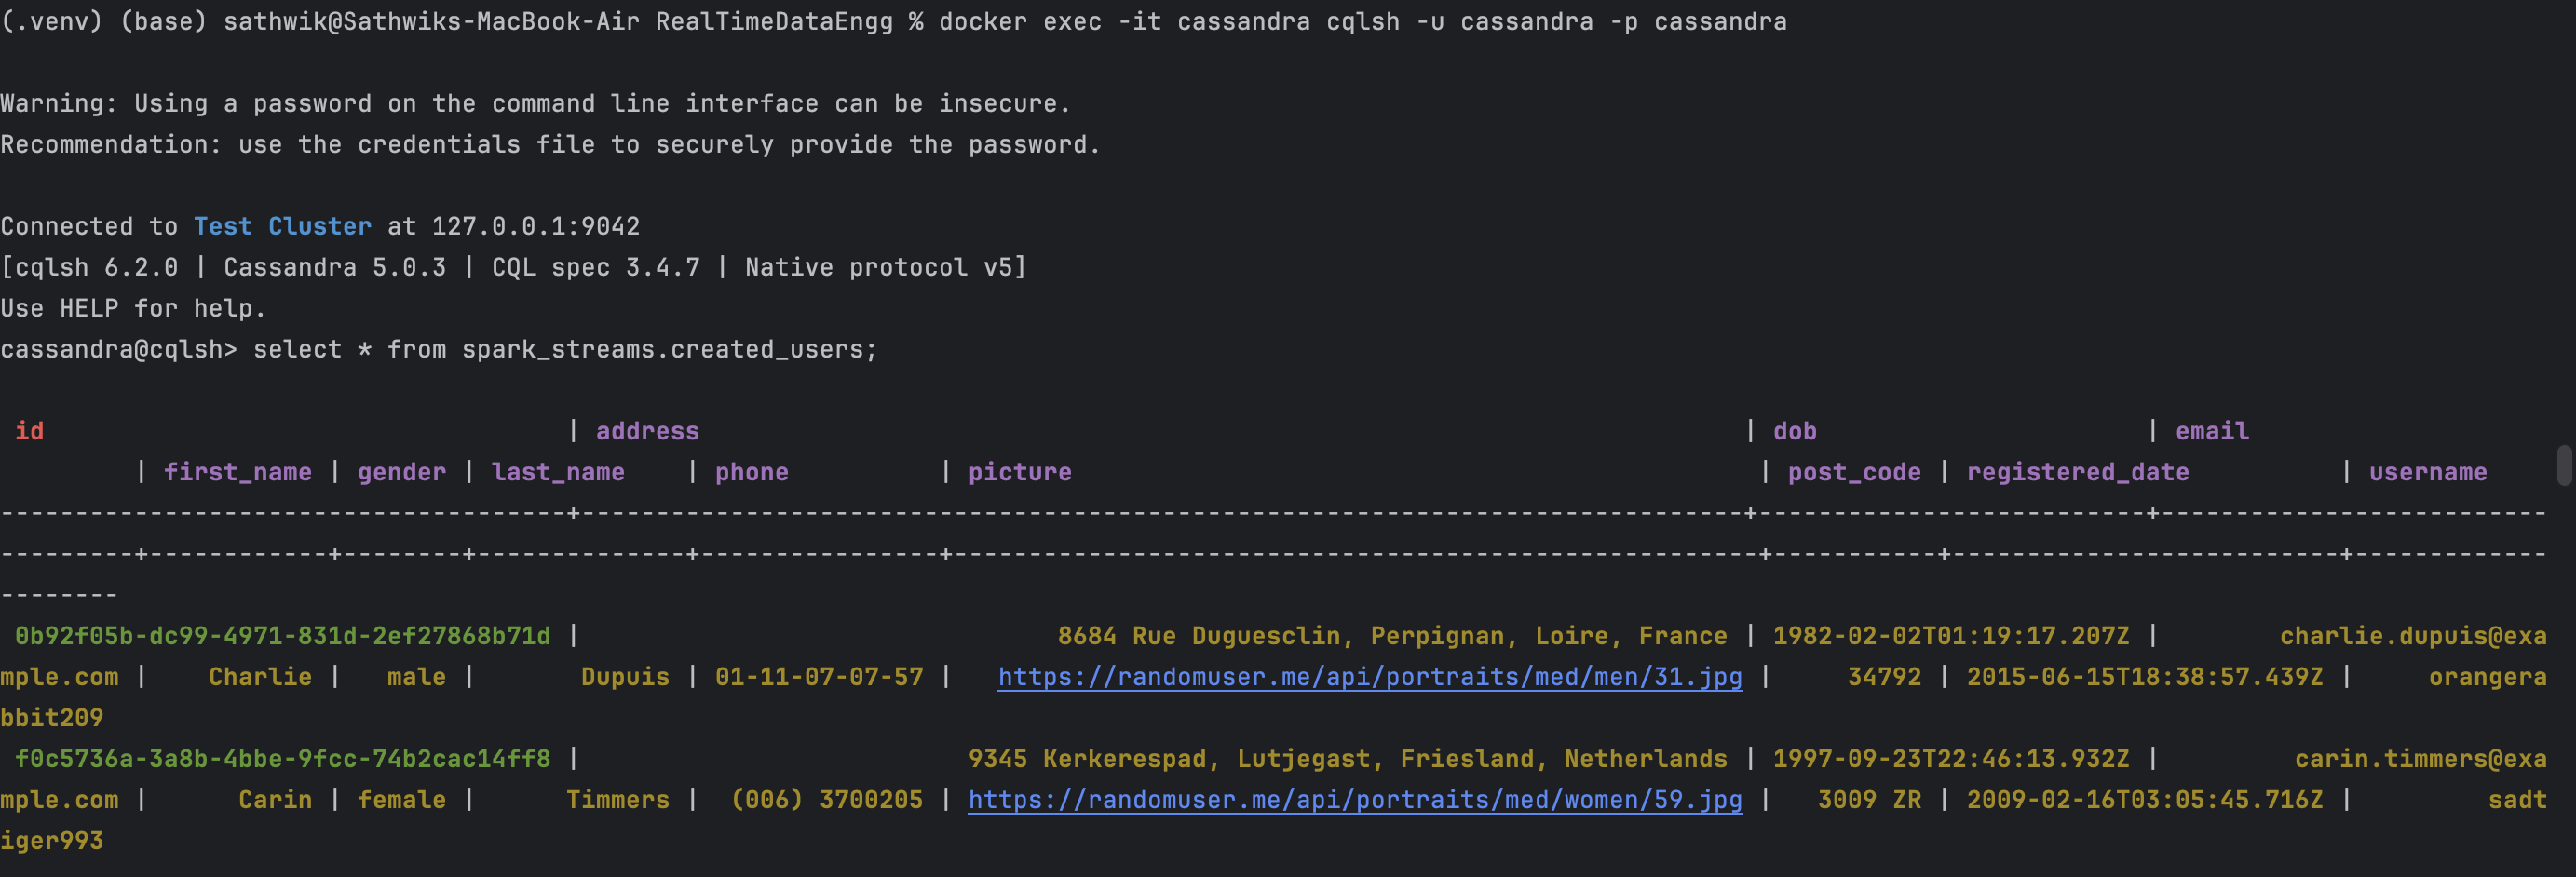 (.venv) (base) sathwik@Sathwiks-MacBook-Air RealTimeDataEngg % docker exec -it cassandra cqlsh -u cassandra -p cassandra
Warning: Using a password on the command line interface can be insecure.
Recommendation: use the credentials file to securely provide the password.
Connected to Test Cluster at 127.0.0.1:9042
[cqlsh 6.2.0 | Cassandra 5.0.3 | CQL spec 3.4.7 | Native protocol v5]
Use HELP for help.
cassandra@cqlsh> select * from spark_streams.created_users;
id | address | dob | email
| first_name | gender | last_name | phone | picture | post_code | registered_date | username
--------------------------------------+------------------------------------------------------------------------------+--------------------------+--------------------------
---------+------------+--------+--------------+----------------+------------------------------------------------------+-----------+--------------------------+-------------
--------
0b92f05b-dc99-4971-831d-2ef27868b71d | 8684 Rue Duguesclin, Perpignan, Loire, France | 1982-02-02T01:19:17.207Z | charlie.dupuis@exa
mple.com | Charlie | male | Dupuis | 01-11-07-07-57 | https://randomuser.me/api/portraits/med/men/31.jpg | 34792 | 2015-06-15T18:38:57.439Z | orangera
bbit209
f0c5736a-3a8b-4bbe-9fcc-74b2cac14ff8 | 9345 Kerkerespad, Lutjegast, Friesland, Netherlands | 1997-09-23T22:46:13.932Z | carin.timmers@exa
mple.com | Carin | female | Timmers | (006) 3700205 | https://randomuser.me/api/portraits/med/women/59.jpg | 3009 ZR | 2009-02-16T03:05:45.716Z | sadt
iger993